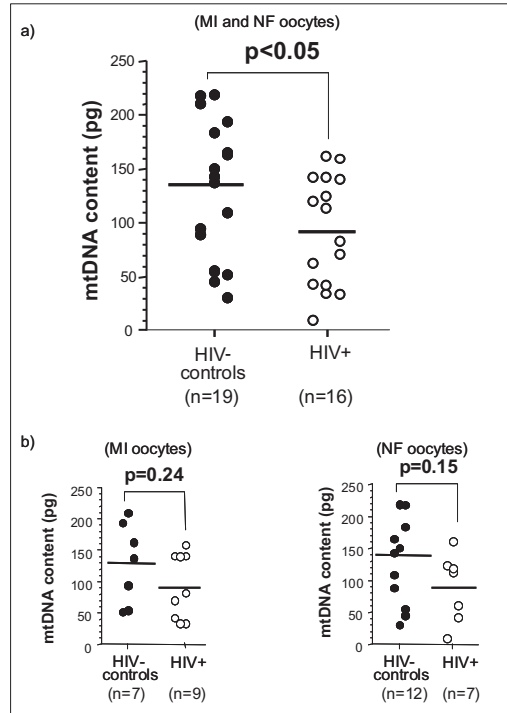 a)
(MI and NF oocytes)
p<0.05
250
200
150
100
50
0
mtDNA content (pg)
HIV-
controls
HIV+
(n=19)
(n=16)
b)
(MI oocytes)
p=0.24
250
200
150
100
50
0
mtDNA content (pg)
HIV-
controls
HIV+
(n=7)
(n=9)
(NF oocytes)
p=0.15
250
200
150
100
50
0
mtDNA content (pg)
HIV-
controls
HIV+
(n=12)
(n=7)